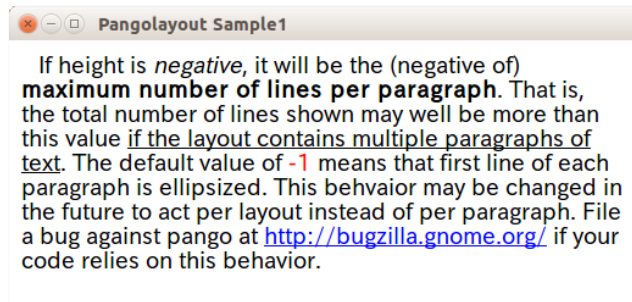 Pangolayout Sample1
If height is negative, it will be the (negative of)
maximum number of lines per paragraph. That is,
the total number of lines shown may well be more than
this value if the layout contains multiple paragraphs of
text. The default value of -1 means that first line of each
paragraph is ellipsized. This behvaior may be changed in
the future to act per layout instead of per paragraph. File
a bug against pango at http://bugzilla.gnome.org/ if your
code relies on this behavior.